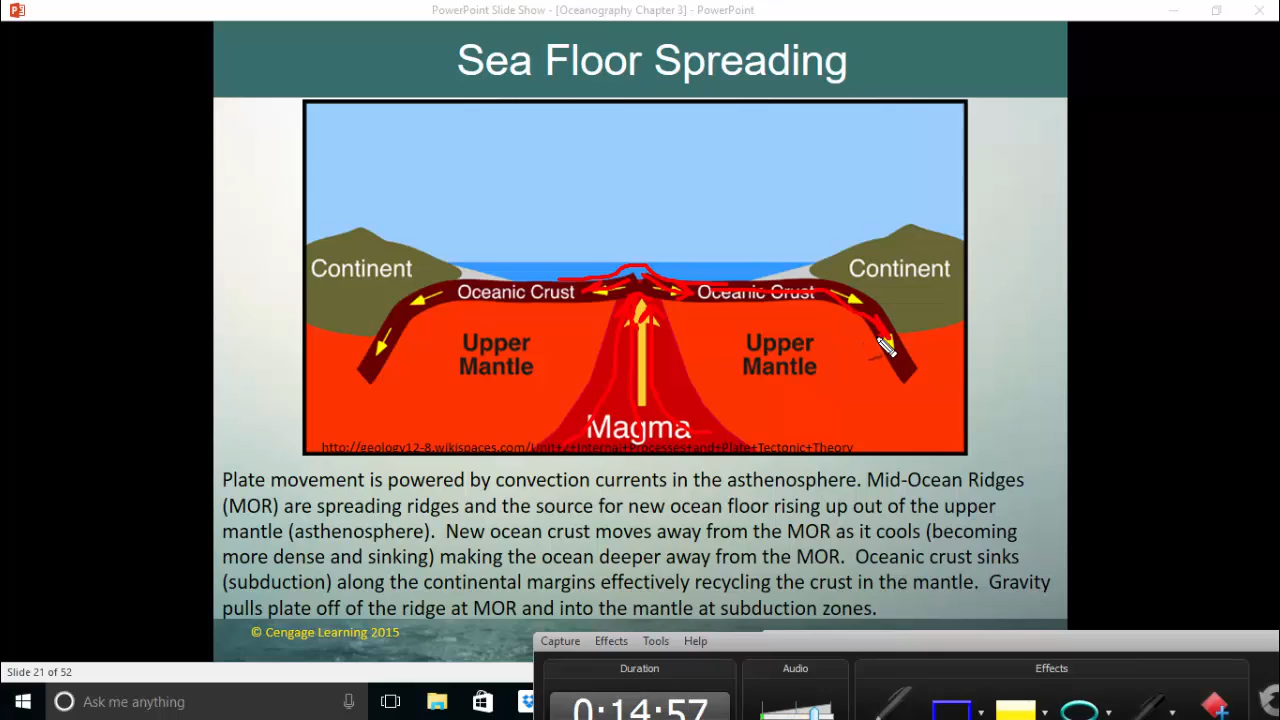 PowerPoint Slide Show - [Oceanography Chapter 3] - PowerPoint
Sea Floor Spreading
Continent
Continent
Oceanic Crust
Oceanic Crust
Upper
Mantle
Upper
Mantle
Magma
Plate movement is powered by convection currents in the asthenosphere. Mid-Ocean Ridges
(MOR) are spreading ridges and the source for new ocean floor rising up out of the upper
mantle (asthenosphere). New ocean crust moves away from the MOR as it cools (becoming
more dense and sinking) making the ocean deeper away from the MOR. Oceanic crust sinks
(subduction) along the continental margins effectively recycling the crust in the mantle. Gravity
pulls plate off of the ridge at MOR and into the mantle at subduction zones.
© Cengage Learning 2015
Capture Effects Tools Help
Slide 21 of 52
Duration
Audio
Effects
Ask me anything
0:14:57